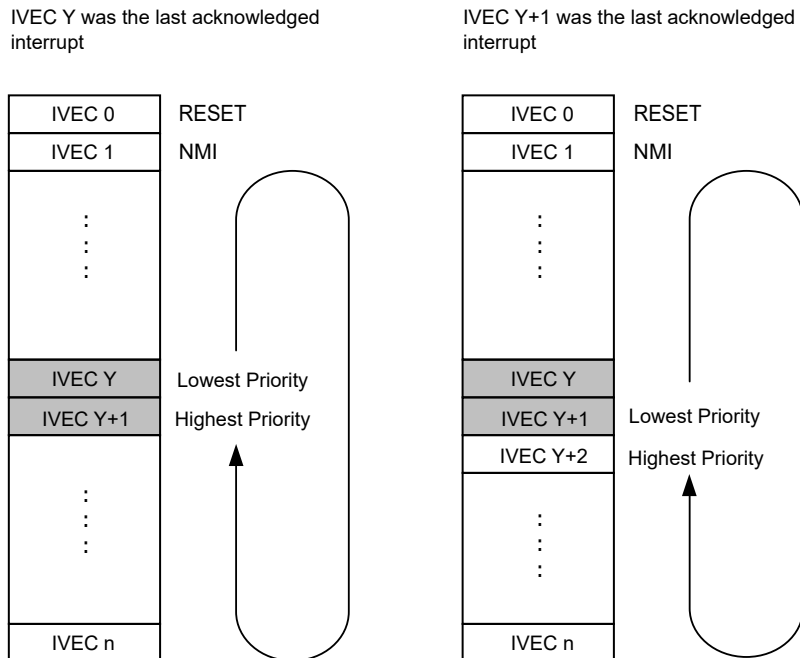 IVEC Y was the last acknowledged
interrupt
IVEC 0 RESET
IVEC 1 NMI
:
:
:
IVEC Y Lowest Priority
IVEC Y+1 Highest Priority
:
:
:
IVEC n
IVEC Y+1 was the last acknowledged
interrupt
IVEC 0 RESET
IVEC 1 NMI
:
:
:
IVEC Y
IVEC Y+1 Lowest Priority
IVEC Y+2 Highest Priority
:
:
:
IVEC n